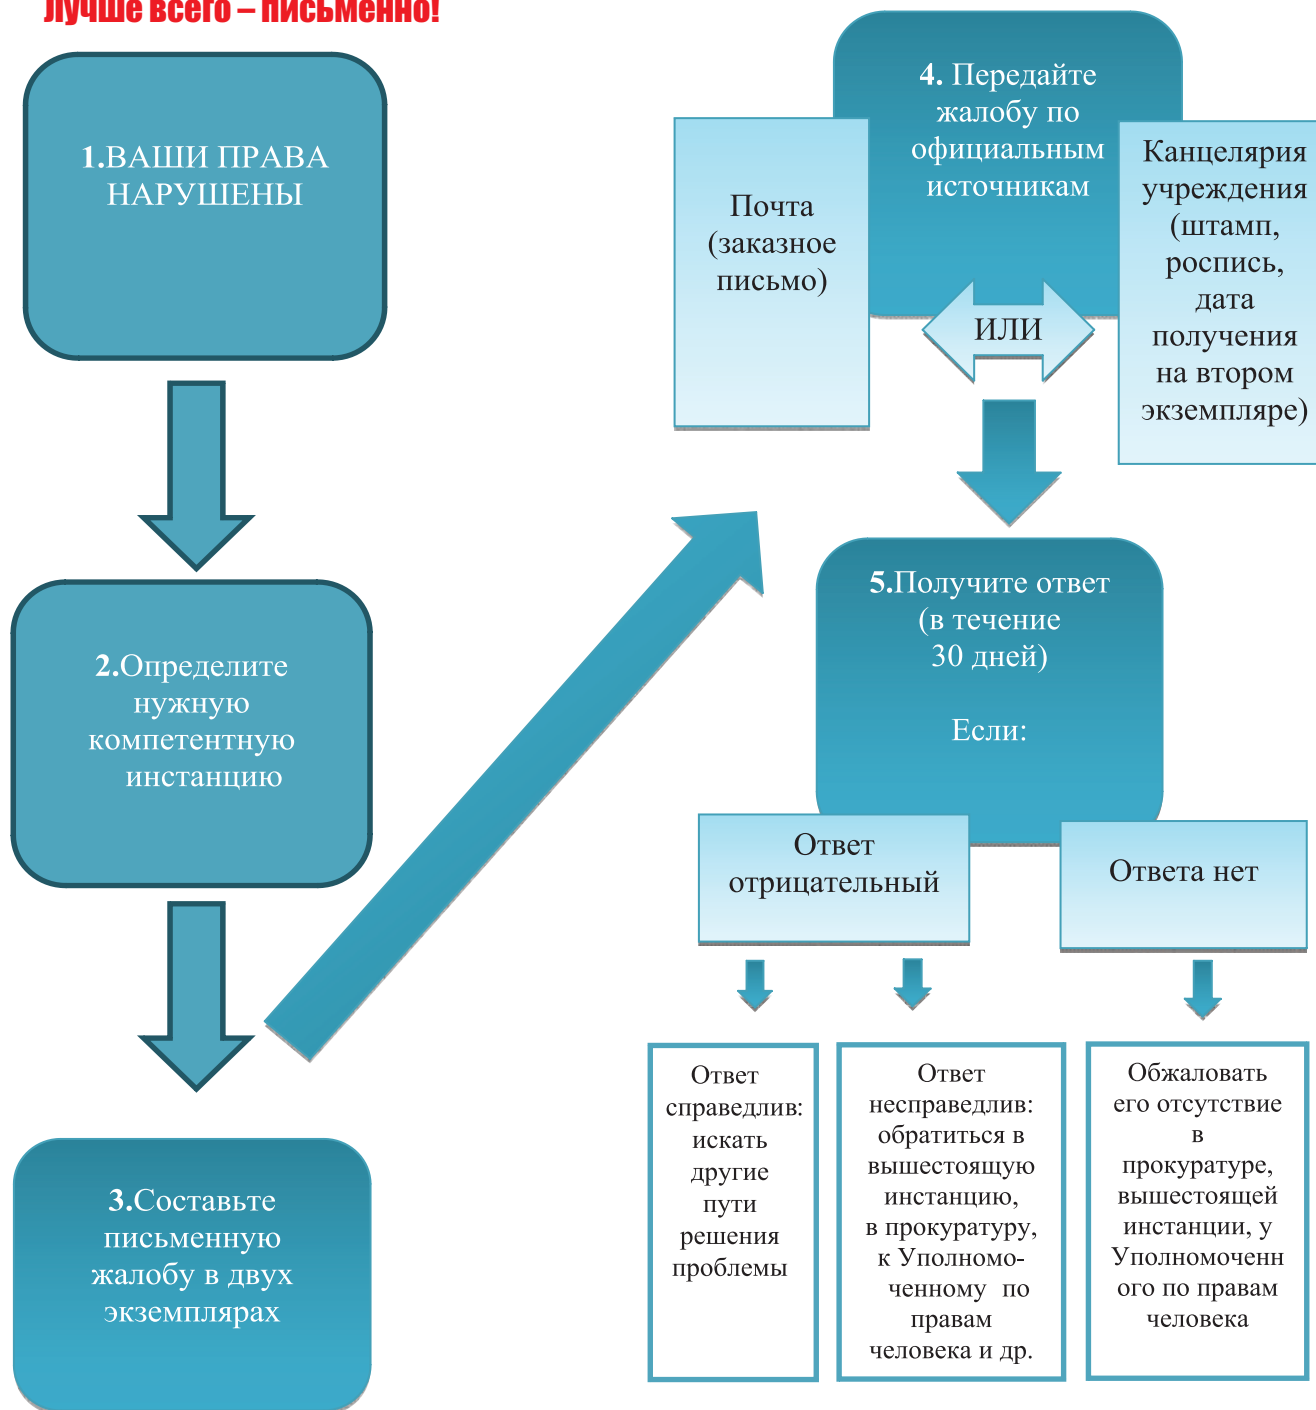 Лучше всего – письменно!
1.ВАШИ ПРАВА
НАРУШЕНЫ
2.Определите
нужную
компетентную
инстанцию
3.Составьте
письменную
жалобу в двух
экземплярах
4. Передайте
жалобу по
официальным
источникам
Почта
(заказное
письмо)
ИЛИ
Канцелярия
учреждения
(штамп,
роспись,
дата
получения
на втором
экземпляре)
5.Получите ответ
(в течение
30 дней)
Если:
Ответ
отрицательный
Ответа нет
Ответ
справедлив:
искать
другие
пути
решения
проблемы
Ответ
несправедлив:
обратиться в
вышестоящую
инстанцию,
в прокуратуру,
к Уполномо-
ченному по
правам
человека и др.
Обжаловать
его отсутствие
в
прокуратуре,
вышестоящей
инстанции, у
Уполномоченн
ого по правам
человека